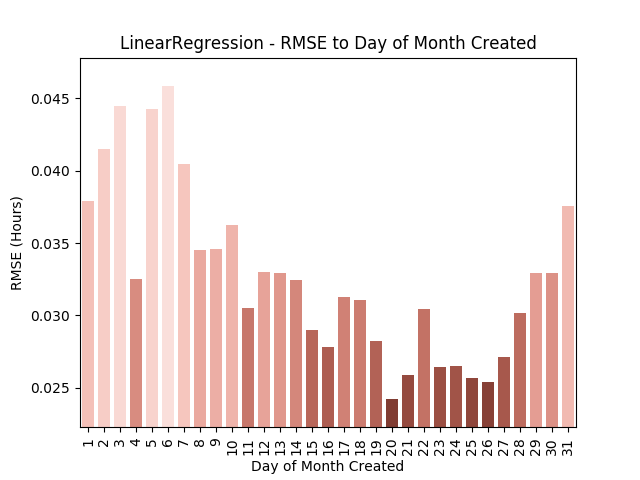 LinearRegression - RMSE to Day of Month Created
0.045
0.040
0.035
0.030
0.025
RMSE (Hours)
1 2 3 4 5 6 7 8 9 10 11 12 13 14 15 16 17 18 19 20 21 22 23 24 25 26 27 28 29 30 31
Day of Month Created